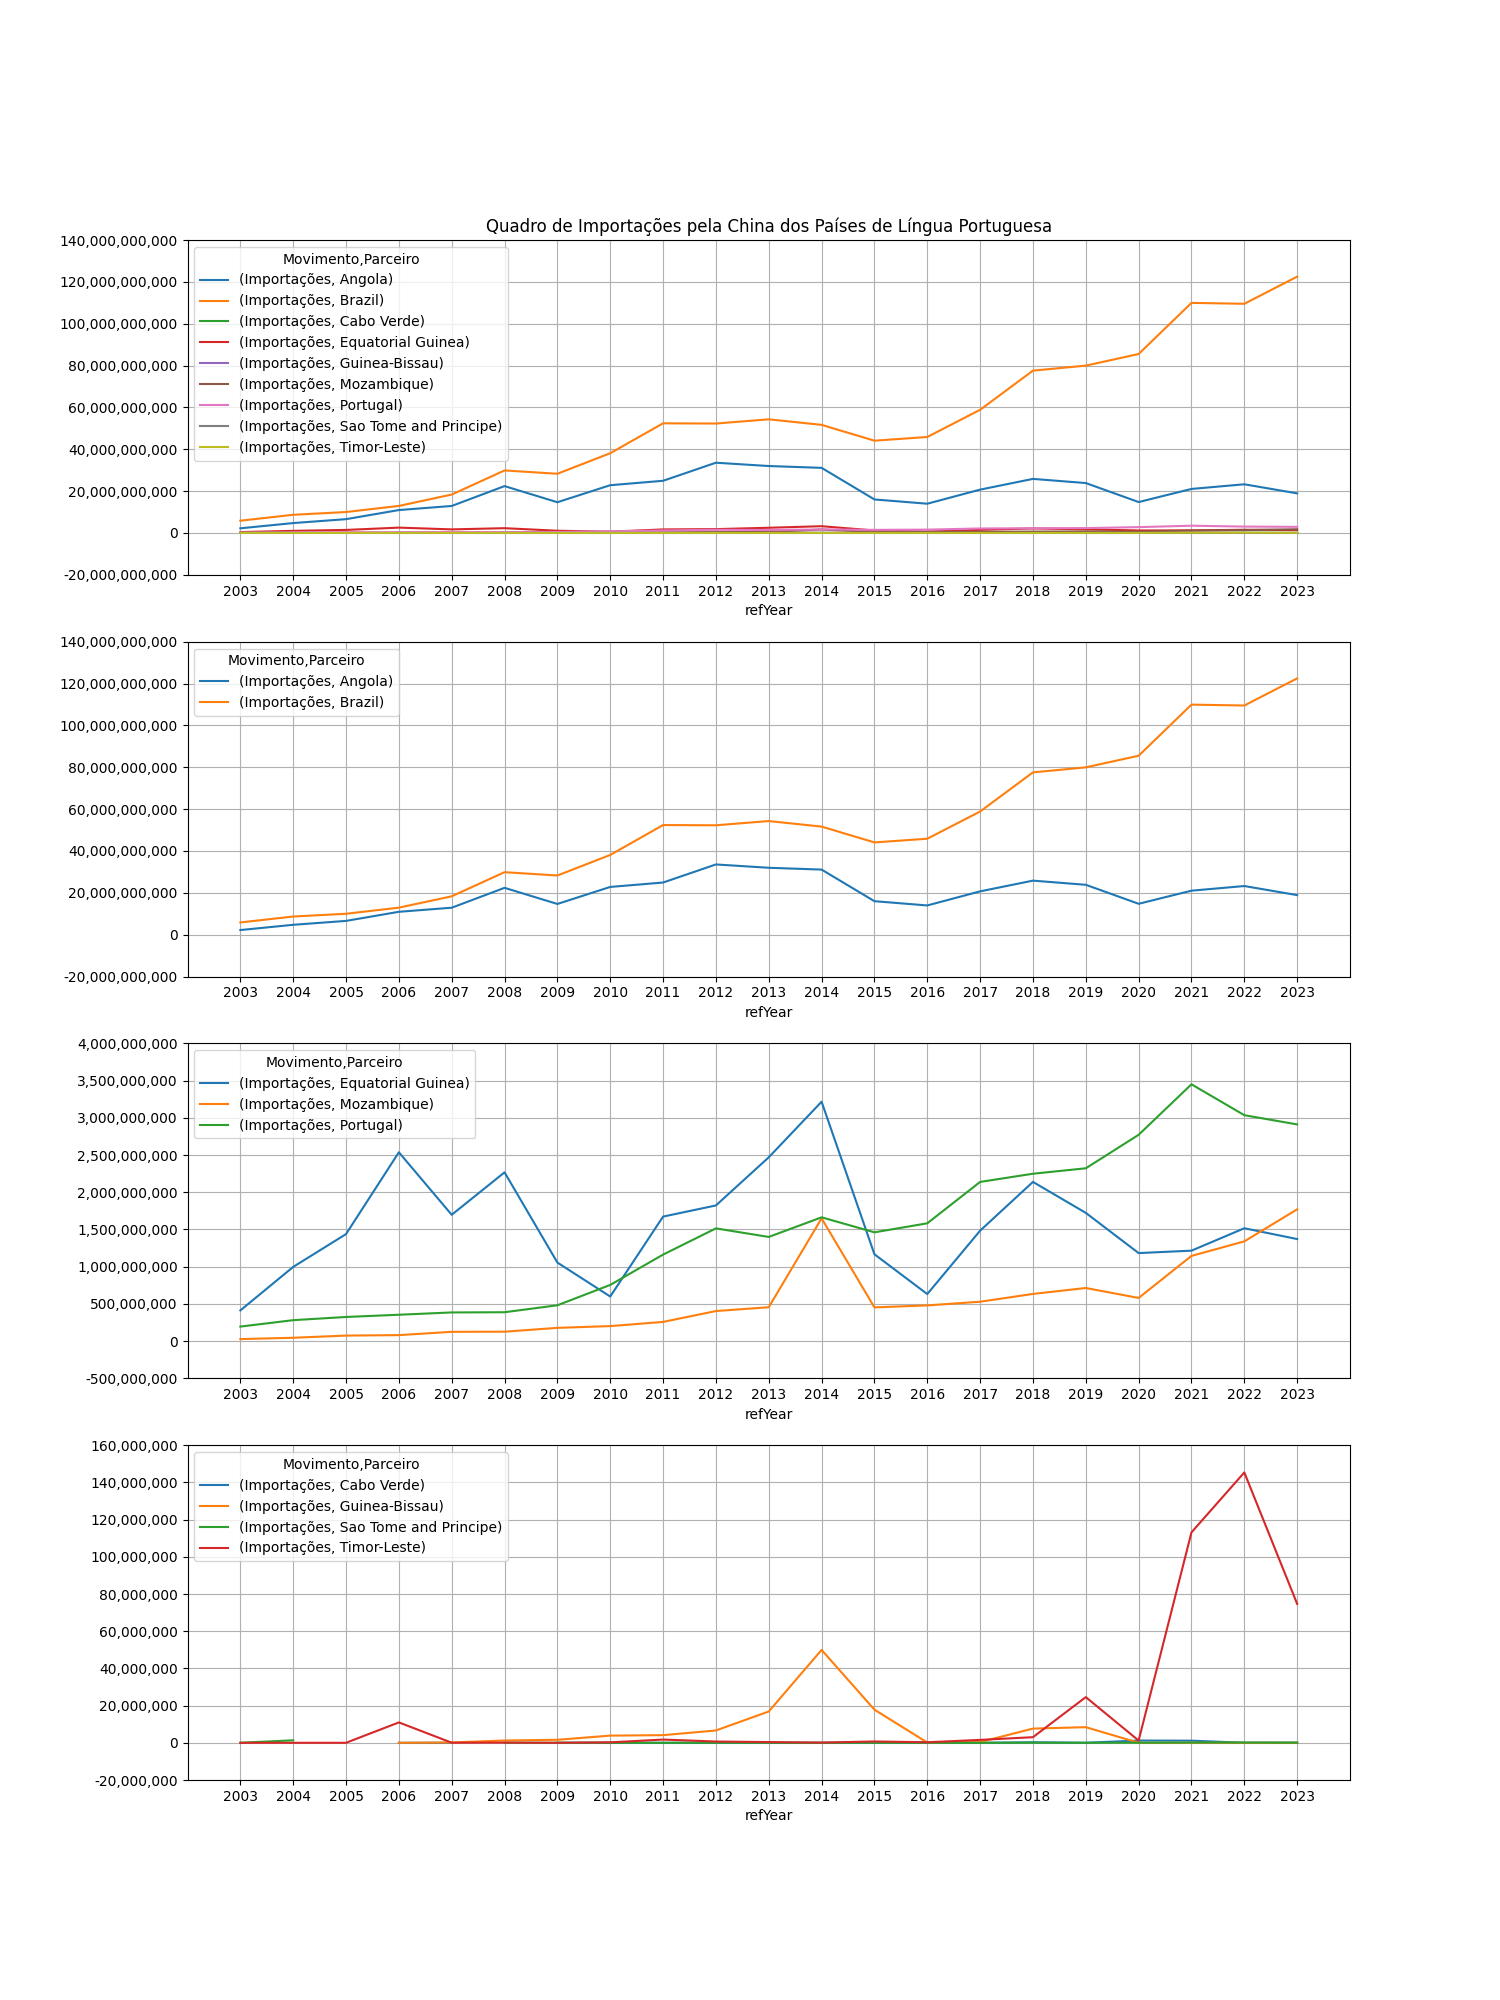 Quadro de Importações pela China dos Países de Língua Portuguesa
140,000,000,000
120,000,000,000
100,000,000,000
80,000,000,000
60,000,000,000
40,000,000,000
20,000,000,000
0
-20,000,000,000
Movimento,Parceiro
(Importações, Angola)
(Importações, Brazil)
(Importações, Cabo Verde)
(Importações, Equatorial Guinea)
(Importações, Guinea-Bissau)
(Importações, Mozambique)
(Importações, Portugal)
(Importações, Sao Tome and Principe)
(Importações, Timor-Leste)
2003 2004 2005 2006 2007 2008 2009 2010 2011 2012 2013 2014 2015 2016 2017 2018 2019 2020 2021 2022 2023
refYear
140,000,000,000
120,000,000,000
100,000,000,000
80,000,000,000
60,000,000,000
40,000,000,000
20,000,000,000
0
-20,000,000,000
Movimento,Parceiro
(Importações, Angola)
(Importações, Brazil)
2003 2004 2005 2006 2007 2008 2009 2010 2011 2012 2013 2014 2015 2016 2017 2018 2019 2020 2021 2022 2023
refYear
4,000,000,000
3,500,000,000
3,000,000,000
2,500,000,000
2,000,000,000
1,500,000,000
1,000,000,000
500,000,000
0
-500,000,000
Movimento,Parceiro
(Importações, Equatorial Guinea)
(Importações, Mozambique)
(Importações, Portugal)
2003 2004 2005 2006 2007 2008 2009 2010 2011 2012 2013 2014 2015 2016 2017 2018 2019 2020 2021 2022 2023
refYear
160,000,000
140,000,000
120,000,000
100,000,000
80,000,000
60,000,000
40,000,000
20,000,000
0
-20,000,000
Movimento,Parceiro
(Importações, Cabo Verde)
(Importações, Guinea-Bissau)
(Importações, Sao Tome and Principe)
(Importações, Timor-Leste)
2003 2004 2005 2006 2007 2008 2009 2010 2011 2012 2013 2014 2015 2016 2017 2018 2019 2020 2021 2022 2023
refYear